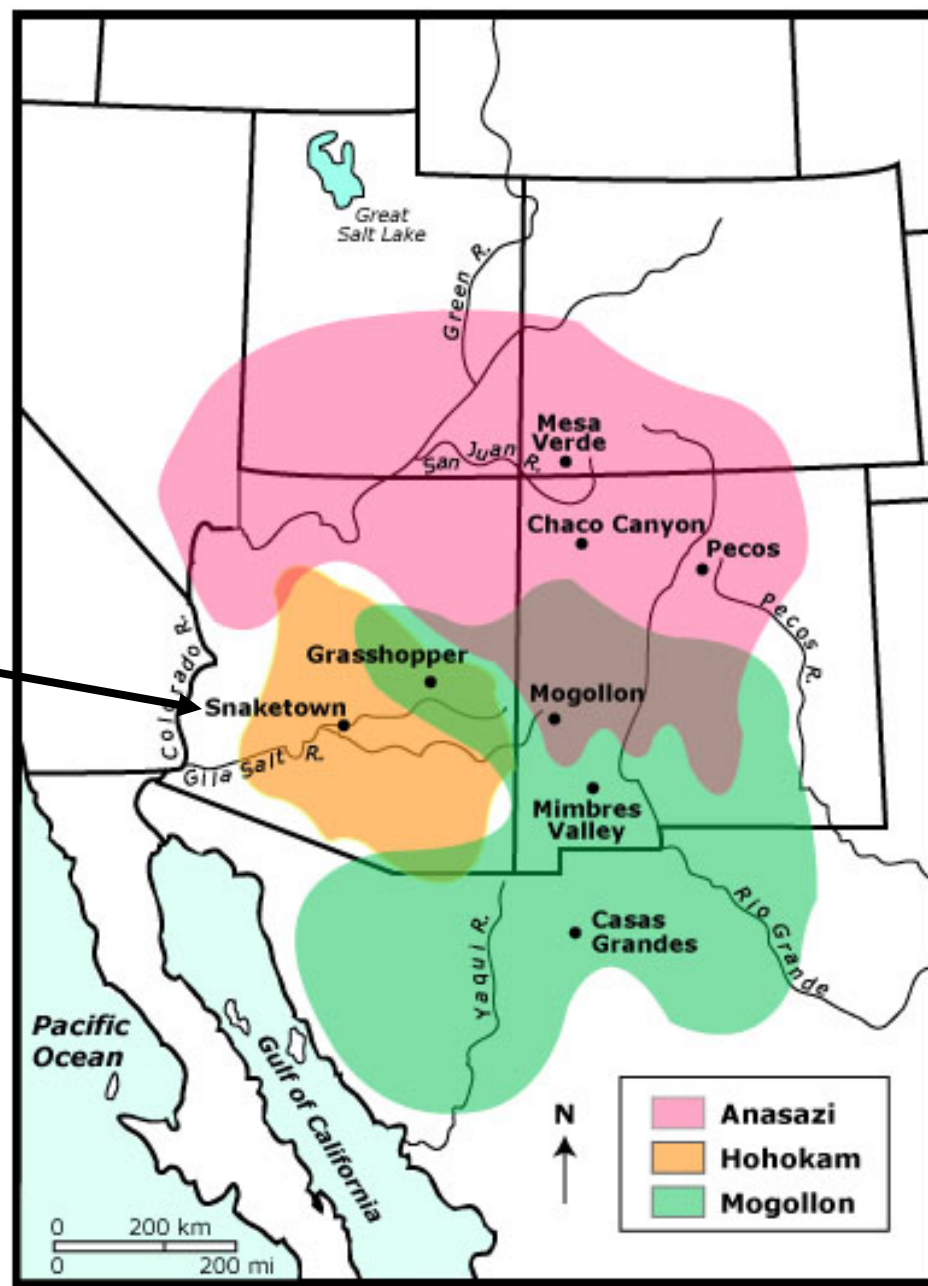 Great
Salt Lake
Green R.
Mesa
Verde
San Juan R.
Chaco Canyon
Pecos
Pecos R.
Colorado R.
Grasshopper
Snaketown
Mogollon
Gila Salt R.
Mimbres
Valley
Casas
Grandes
Rio Grande
Yaqui R.
Pacific
Ocean
Gulf of California
N
Anasazi
Hohokam
Mogollon
0 200 km
0 200 mi